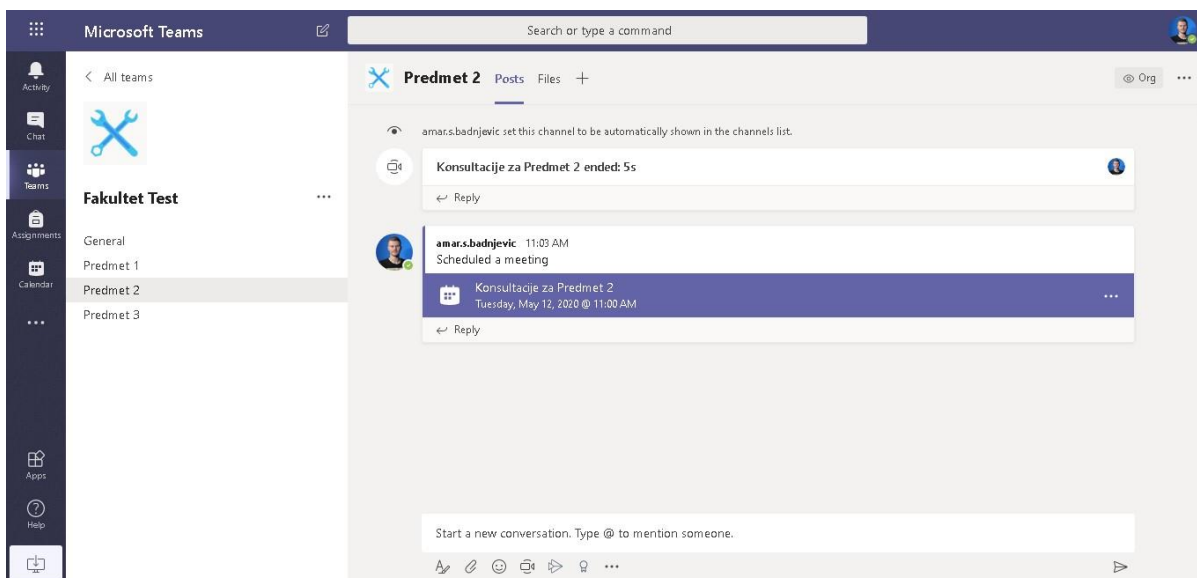 Microsoft Teams
Search or type a command
Activity
Chat
Teams
Assignments
Calendar
Apps
Help
All teams
Fakultet Test
General
Predmet 1
Predmet 2
Predmet 3
Predmet 2 Posts Files
Org
amar.s.badnjevic set this channel to be automatically shown in the channels list.
Konsultacije za Predmet 2 ended: 5s
Reply
amar.s.badnjevic 11:03 AM
Scheduled a meeting
Konsultacije za Predmet 2
Tuesday, May 12, 2020 @ 11:00 AM
Reply
Start a new conversation. Type @ to mention someone.